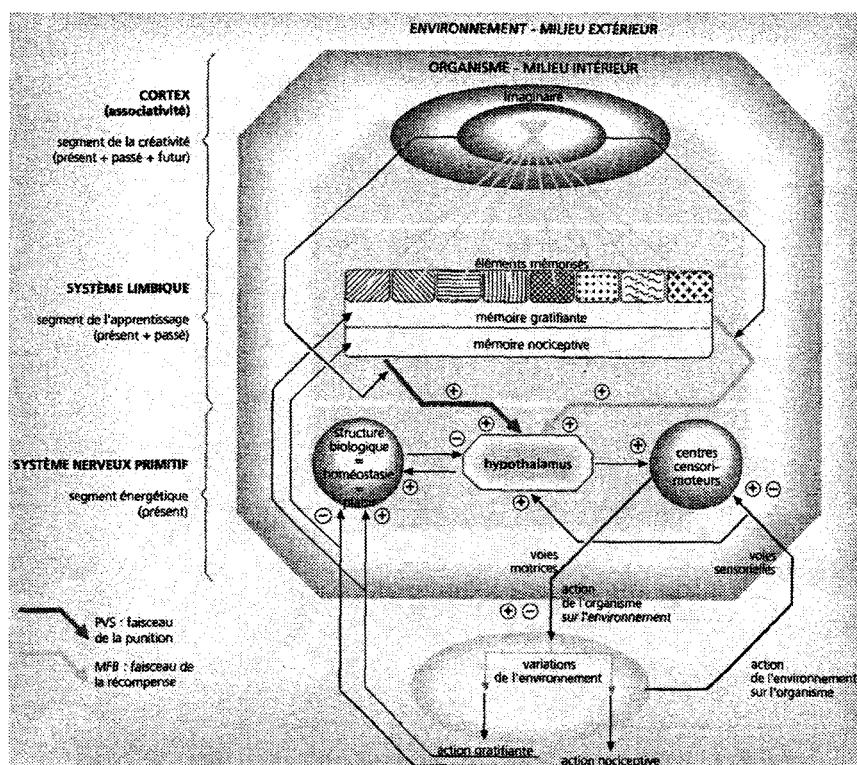 ENVIRONNEMENT - MILIEU EXTÉRIEUR
ORGANISME - MILIEU INTÉRIEUR
CORTEX
(associativité)
segment de la créativité
(présent + passé + futur)
imaginaire
éléments mémorisés
SYSTÈME LIMBIQUE
segment de l'apprentissage
(présent + passé)
mémoire gratifiante
mémoire nociceptive
SYSTÈME NERVEUX PRIMITIF
segment énergétique
(présent)
structure
biologique
=
homéostasie
=
plaisir
hypothalamus
centres
censori-
moteurs
voies
motrices
voies
sensorielles
PVS : faisceau
de la punition
MFB : faisceau de
la récompense
action
de l'organisme
sur l'environnement
variations
de l'environnement
action
de l'environnement
sur l'organisme
action gratifiante
action nociceptive